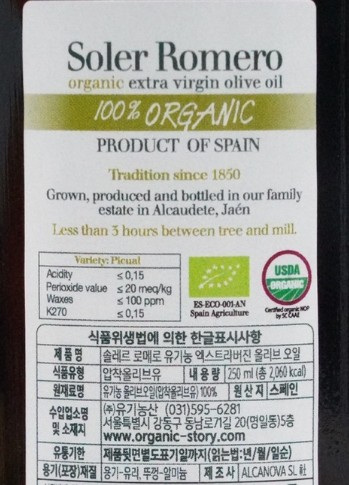 Soler Romero
organic extra virgin olive oil
100% ORGANIC
PRODUCT OF SPAIN
Tradition since 1850
Grown, produced and bottled in our family
estate in Alcaudete, Jaén
Less than 3 hours between tree and mill.
Variety: Picual
Acidity ≤ 0,15
Perioxide value ≤ 20 meq/kg
Waxes ≤ 100 ppm
K270 ≤ 0,15
ES-ECO-001-AN
Spain Agriculture
USDA
ORGANIC
Certified organic NOP
by SC CAAE
식품위생법에 의한 한글표시사항
제품명 솔레르 로메로 유기농 엑스트라버진 올리브 오일
식품유형 압착올리브유 내용량 250 ml (총 2,060 kcal)
원재료명 유기농 올리브오일(압착올리브유) 100% 원산지 스페인
수입업소명 및 소재지 (주)유기농산 (031)595-6281
서울특별시 강동구 동남로71길 20(명일동)5층
www.organic-story.com
유통기한 제품뒷면별도표기일까지(읽는법:년/월/일순)
용기(포장)재질 용기-유리, 뚜껑-알미늄 제조사 ALCANOVA SL 社